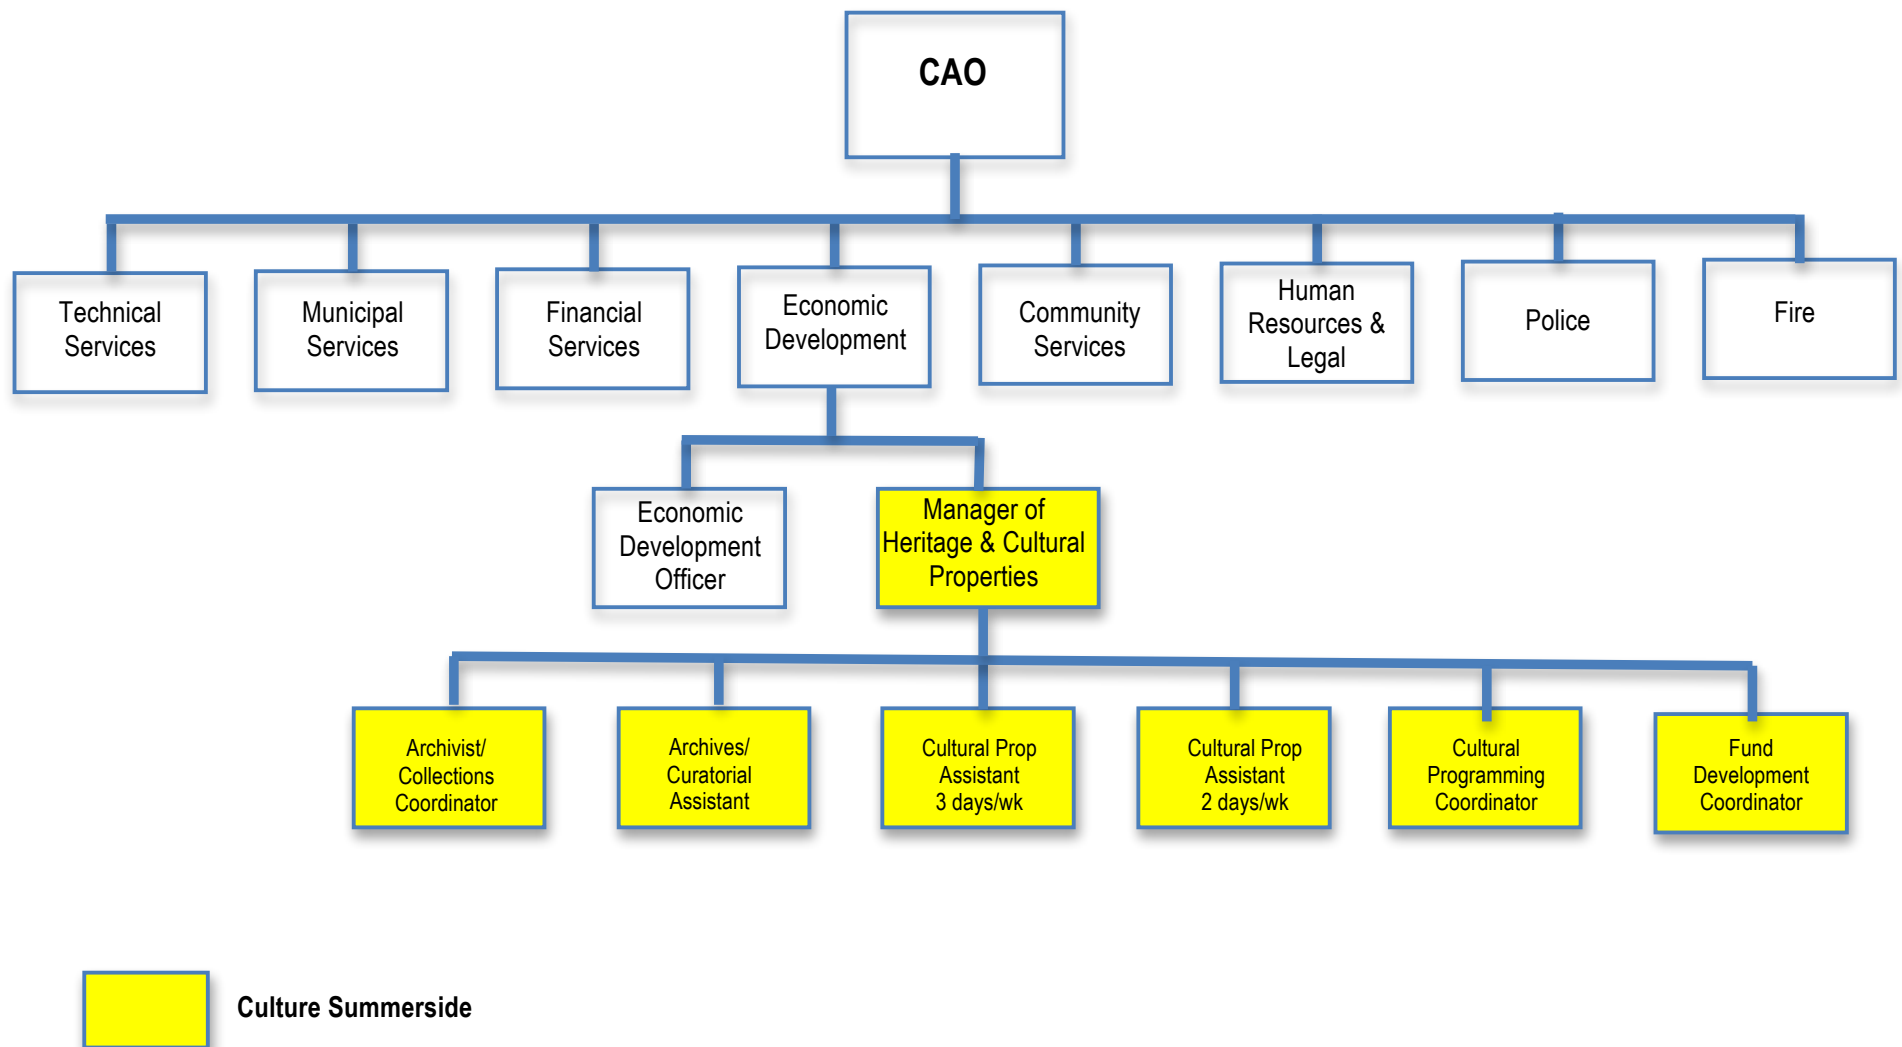 CAO
Technical
Services
Municipal
Services
Financial
Services
Economic
Development
Community
Services
Human
Resources &
Legal
Police
Fire
Economic
Development
Officer
Manager of
Heritage & Cultural
Properties
Archivist/
Collections
Coordinator
Archives/
Curatorial
Assistant
Cultural Prop
Assistant
3 days/wk
Cultural Prop
Assistant
2 days/wk
Cultural
Programming
Coordinator
Fund
Development
Coordinator
Culture Summerside